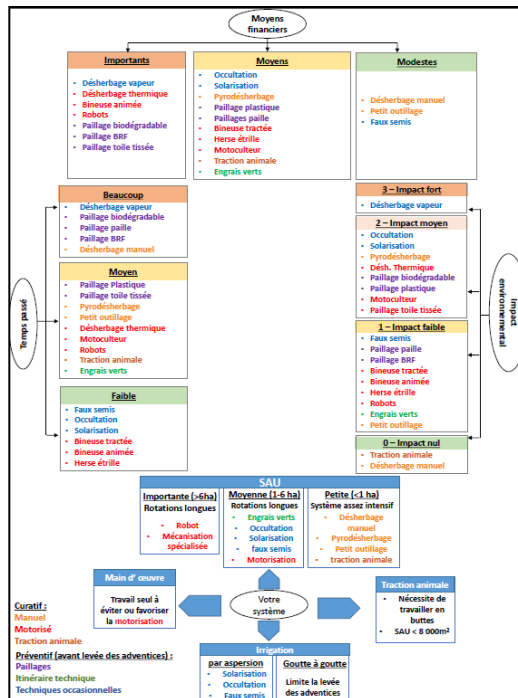 Moyens
financiers
Importants
Désherbage vapeur
Désherbage thermique
Bineuse animée
Robots
Paillage biodégradable
Paillage BRF
Paillage toile tissée
Moyens
Occultation
Solarisation
Pyrodésherbage
Paillage plastique
Paillages paille
Paillage BRF
Bineuse tractée
Herse étrille
Motoculteur
Traction animale
Engrais verts
Modestes
Désherbage manuel
Petit outillage
Faux semis
Temps passé
Beaucoup
Désherbage vapeur
Paillage biodégradable
Paillage paille
Paillage BRF
Désherbage manuel
Moyen
Paillage Plastique
Paillage toile tissée
Pyrodésherbage
Petit outillage
Désherbage thermique
Motoculteur
Robots
Traction animale
Engrais verts
Faible
Faux semis
Occultation
Solarisation
Bineuse tractée
Bineuse animée
Herse étrille
Impact
environnemental
3 – Impact fort
Désherbage vapeur
2 – Impact moyen
Occultation
Solarisation
Pyrodésherbage
Désh. Thermique
Paillage biodégradable
Paillage plastique
Motoculteur
Paillage toile tissée
1 – Impact faible
Faux semis
Paillage paille
Paillage BRF
Bineuse tractée
Bineuse animée
Herse étrille
Robots
Engrais verts
Petit outillage
0 – Impact nul
Traction animale
Désherbage manuel
SAU
Importante (>6ha)
Rotations longues
Robot
Mécanisation
spécialisée
Moyenne (1-6 ha)
Rotations longues
Engrais verts
Occultation
Solarisation
faux semis
Motorisation
Petite (<1 ha)
Système assez intensif
Désherbage
manuel
Pyrodésherbage
Petit outillage
traction animale
Main d' œuvre
Travail seul à
éviter ou favoriser
la motorisation
Votre
système
Traction animale
Nécessite de
travailler en
buttes
SAU < 8 000m²
Irrigation
par aspersion
Solarisation
Occultation
Faux semis
Goutte à goutte
Limite la levée
des adventices
Curatif :
Manuel
Motorisé
Traction animale
Préventif (avant levée des adventices) :
Paillages
Itinéraire technique
Techniques occasionnelles